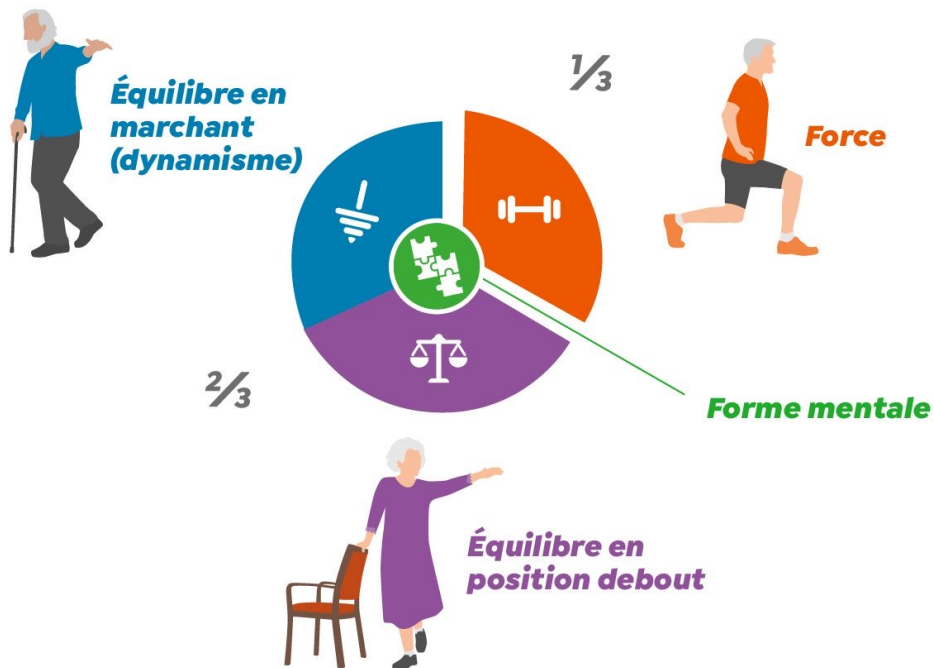 Équilibre en
marchant
(dynamisme)
1/3
Force
2/3
Forme mentale
Équilibre en
position debout